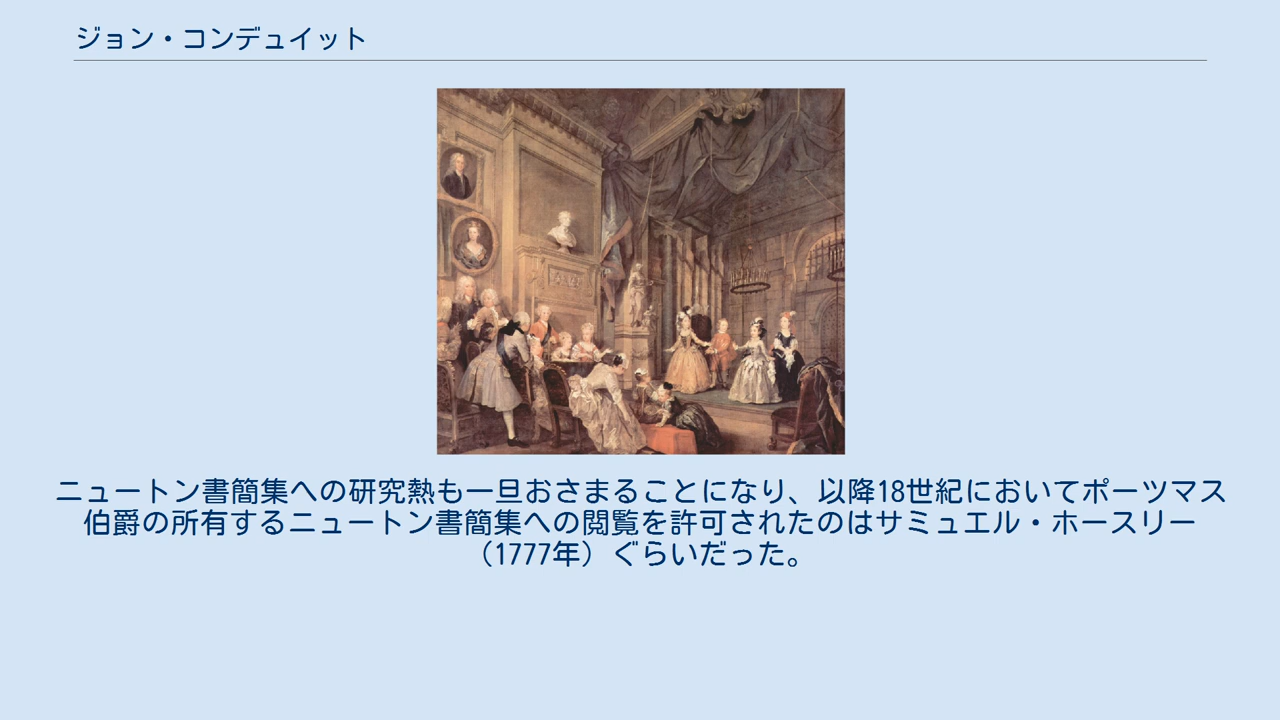 ジョン・コンデュイット
ニュートン書簡集への研究熱も一旦おさまることになり、以降18世紀においてポーツマス
伯爵の所有するニュートン書簡集への閲覧を許可されたのはサミュエル・ホースリー
（1777年）ぐらいだった。